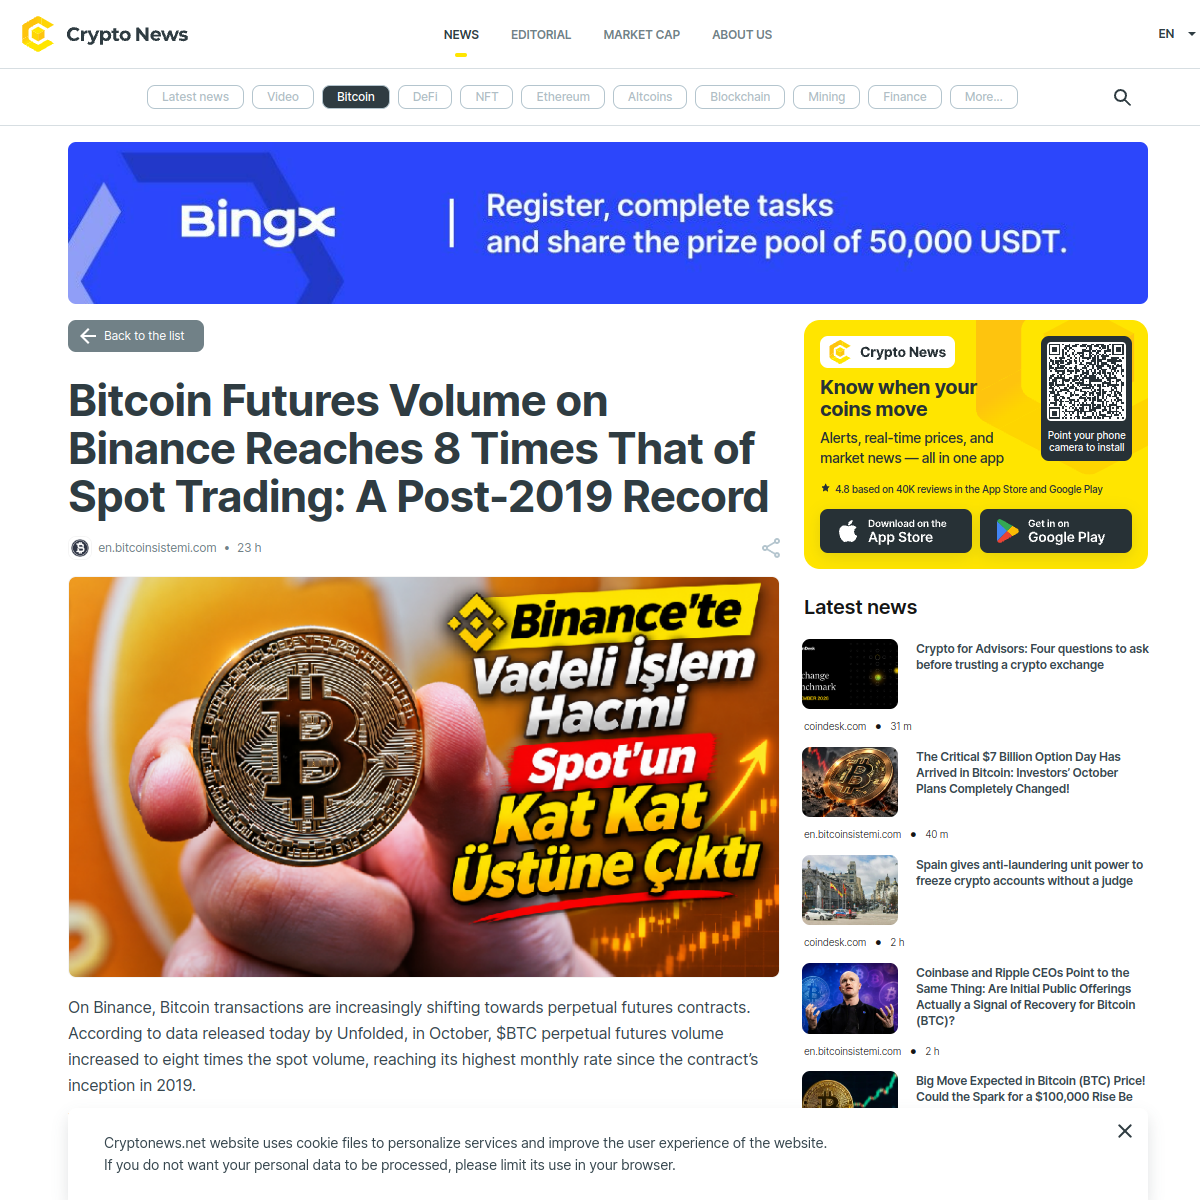 Crypto News
NEWS
EDITORIAL
MARKET CAP
ABOUT US
EN
Latest news
Video
Bitcoin
DeFi
NFT
Ethereum
Altcoins
Blockchain
Mining
Finance
More...
Bingx
Register, complete tasks
and share the prize pool of 50,000 USDT.
Back to the list
Bitcoin Futures Volume on
Binance Reaches 8 Times That of
Spot Trading: A Post-2019 Record
en.bitcoinsistemi.com • 23 h
Binance'te
Vadeli İşlem
Hacmi
Spot'un
Kat Kat
Üstüne Çıktı
On Binance, Bitcoin transactions are increasingly shifting towards perpetual futures contracts.
According to data released today by Unfolded, in October, $BTC perpetual futures volume
increased to eight times the spot volume, reaching its highest monthly rate since the contract's
inception in 2019.
Crypto News
Know when your
coins move
Alerts, real-time prices, and
market news — all in one app
Point your phone
camera to install
4.8 based on 40K reviews in the App Store and Google Play
Download on the
App Store
Get in on
Google Play
Latest news
Crypto for Advisors: Four questions to ask
before trusting a crypto exchange
coindesk.com • 31 m
The Critical $7 Billion Option Day Has
Arrived in Bitcoin: Investors' October
Plans Completely Changed!
en.bitcoinsistemi.com • 40 m
Spain gives anti-laundering unit power to
freeze crypto accounts without a judge
coindesk.com • 2 h
Coinbase and Ripple CEOs Point to the
Same Thing: Are Initial Public Offerings
Actually a Signal of Recovery for Bitcoin
(BTC)?
en.bitcoinsistemi.com • 2 h
Big Move Expected in Bitcoin (BTC) Price!
Could the Spark for a $100,000 Rise Be
Cryptonews.net website uses cookie files to personalize services and improve the user experience of the website.
If you do not want your personal data to be processed, please limit its use in your browser.